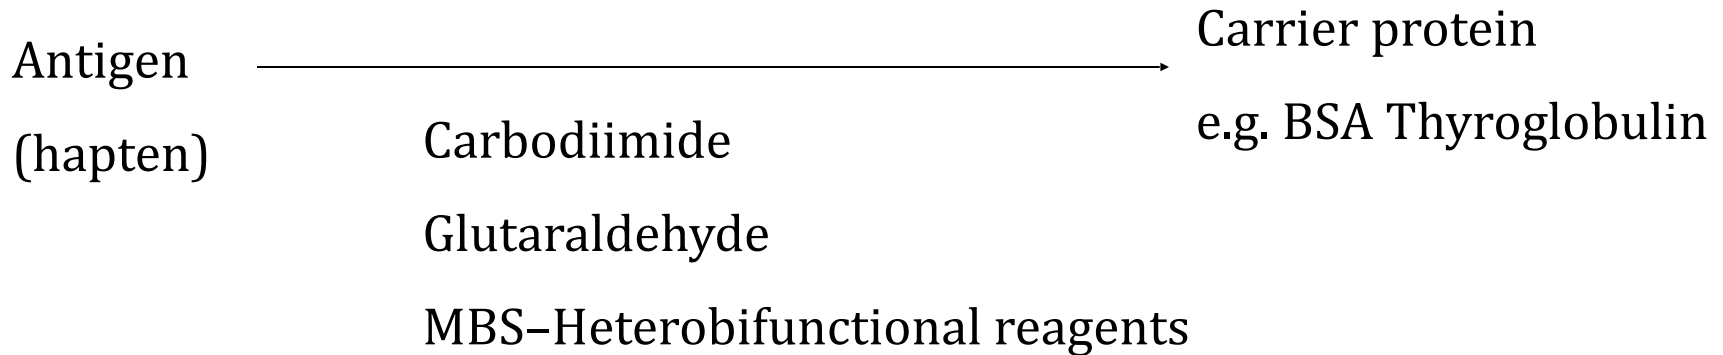 Antigen
(hapten)
Carbodiimide
Glutaraldehyde
MBS–Heterobifunctional reagents
Carrier protein
e.g. BSA Thyroglobulin